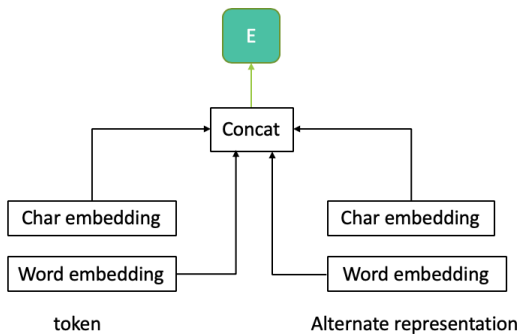 E
Concat
Char embedding
Char embedding
Word embedding
Word embedding
token
Alternate representation